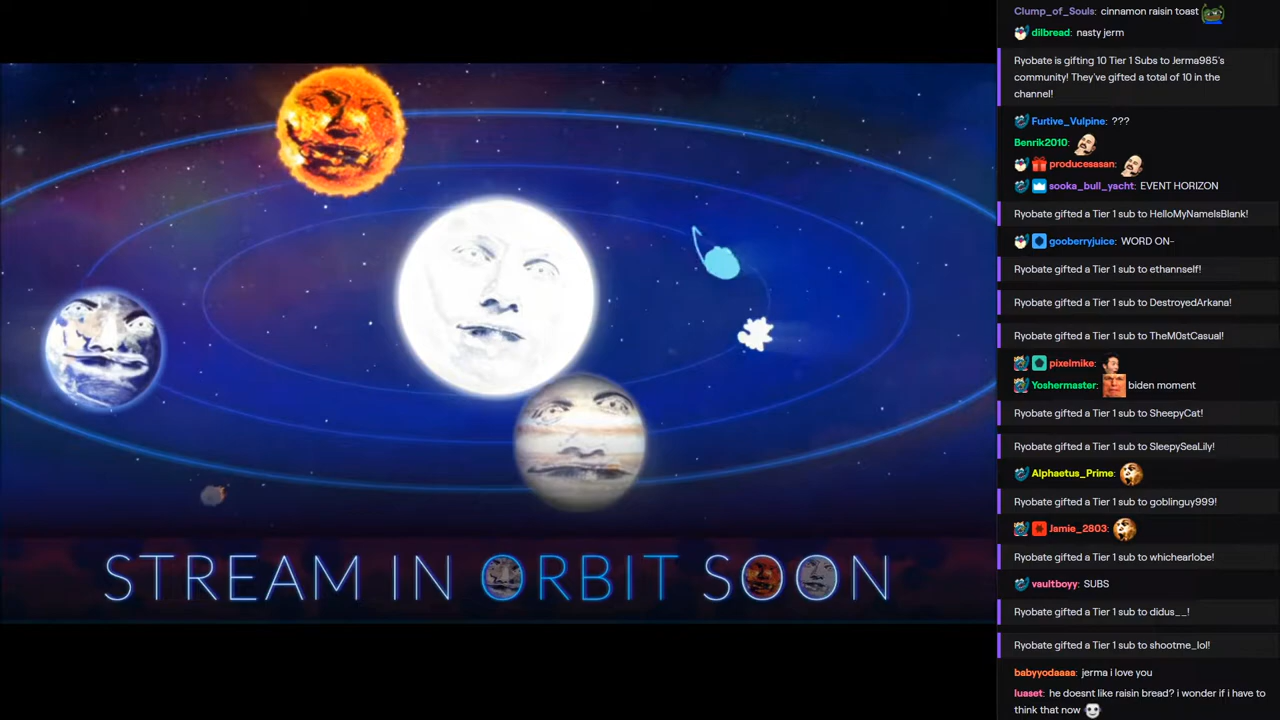 STREAM IN ORBIT SOON
Clump_of_Souls: cinnamon raisin toast
dilbread: nasty jerm
Ryobate is gifting 10 Tier 1 Subs to Jerma985's
community! They've gifted a total of 10 in the
channel!
Furtive_Vulpine: ???
Benrik2010:
producesasan:
sooka_bull_yacht: EVENT HORIZON
Ryobate gifted a Tier 1 sub to HelloMyNameIsBlank!
gooberryjuice: WORD ON-
Ryobate gifted a Tier 1 sub to ethannself!
Ryobate gifted a Tier 1 sub to DestroyedArkana!
Ryobate gifted a Tier 1 sub to TheM0stCasual!
pixelmike:
Yoshermaster: biden moment
Ryobate gifted a Tier 1 sub to SheepyCat!
Ryobate gifted a Tier 1 sub to SleepySeaLily!
Alphaetus_Prime:
Ryobate gifted a Tier 1 sub to goblinguy999!
Jamie_2803:
Ryobate gifted a Tier 1 sub to whichearlobe!
vaultboyy: SUBS
Ryobate gifted a Tier 1 sub to didus__!
Ryobate gifted a Tier 1 sub to shootme_lol!
babyyodaaaa: jerma i love you
luaset: he doesnt like raisin bread? i wonder if i have to
think that now